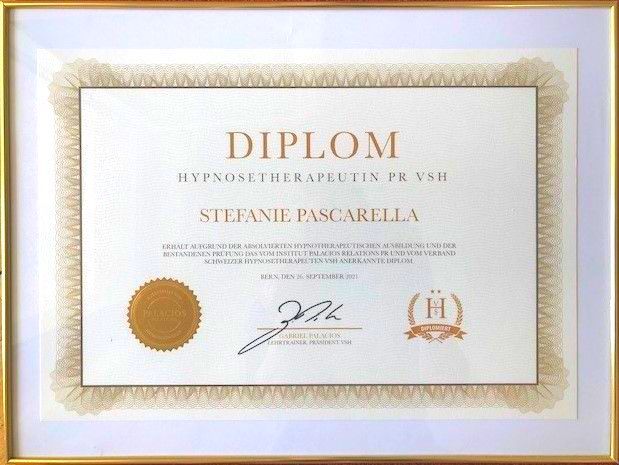 DIPLOM
HYPNOSETHERAPEUTIN PR VSH
STEFANIE PASCARELLA
ERHALT AUFGRUND DER ABSOLVIERTEN HYPNOTHERAPEUTISCHEN AUSBILDUNG UND DER
BESTANDENEN PRÜFUNG DAS VOM INSTITUT PALACIOS RELATIONS PR UND VOM VERBAND
SCHWEIZER HYPNOSETHERAPEUTEN VSH ANERKANNTE DIPLOM.
BERN, DEN 26. SEPTEMBER 2021
PALACIOS
GABRIEL PALACIOS
LEHRTRAINER, PRÄSIDENT VSH
DIPLOMIERT